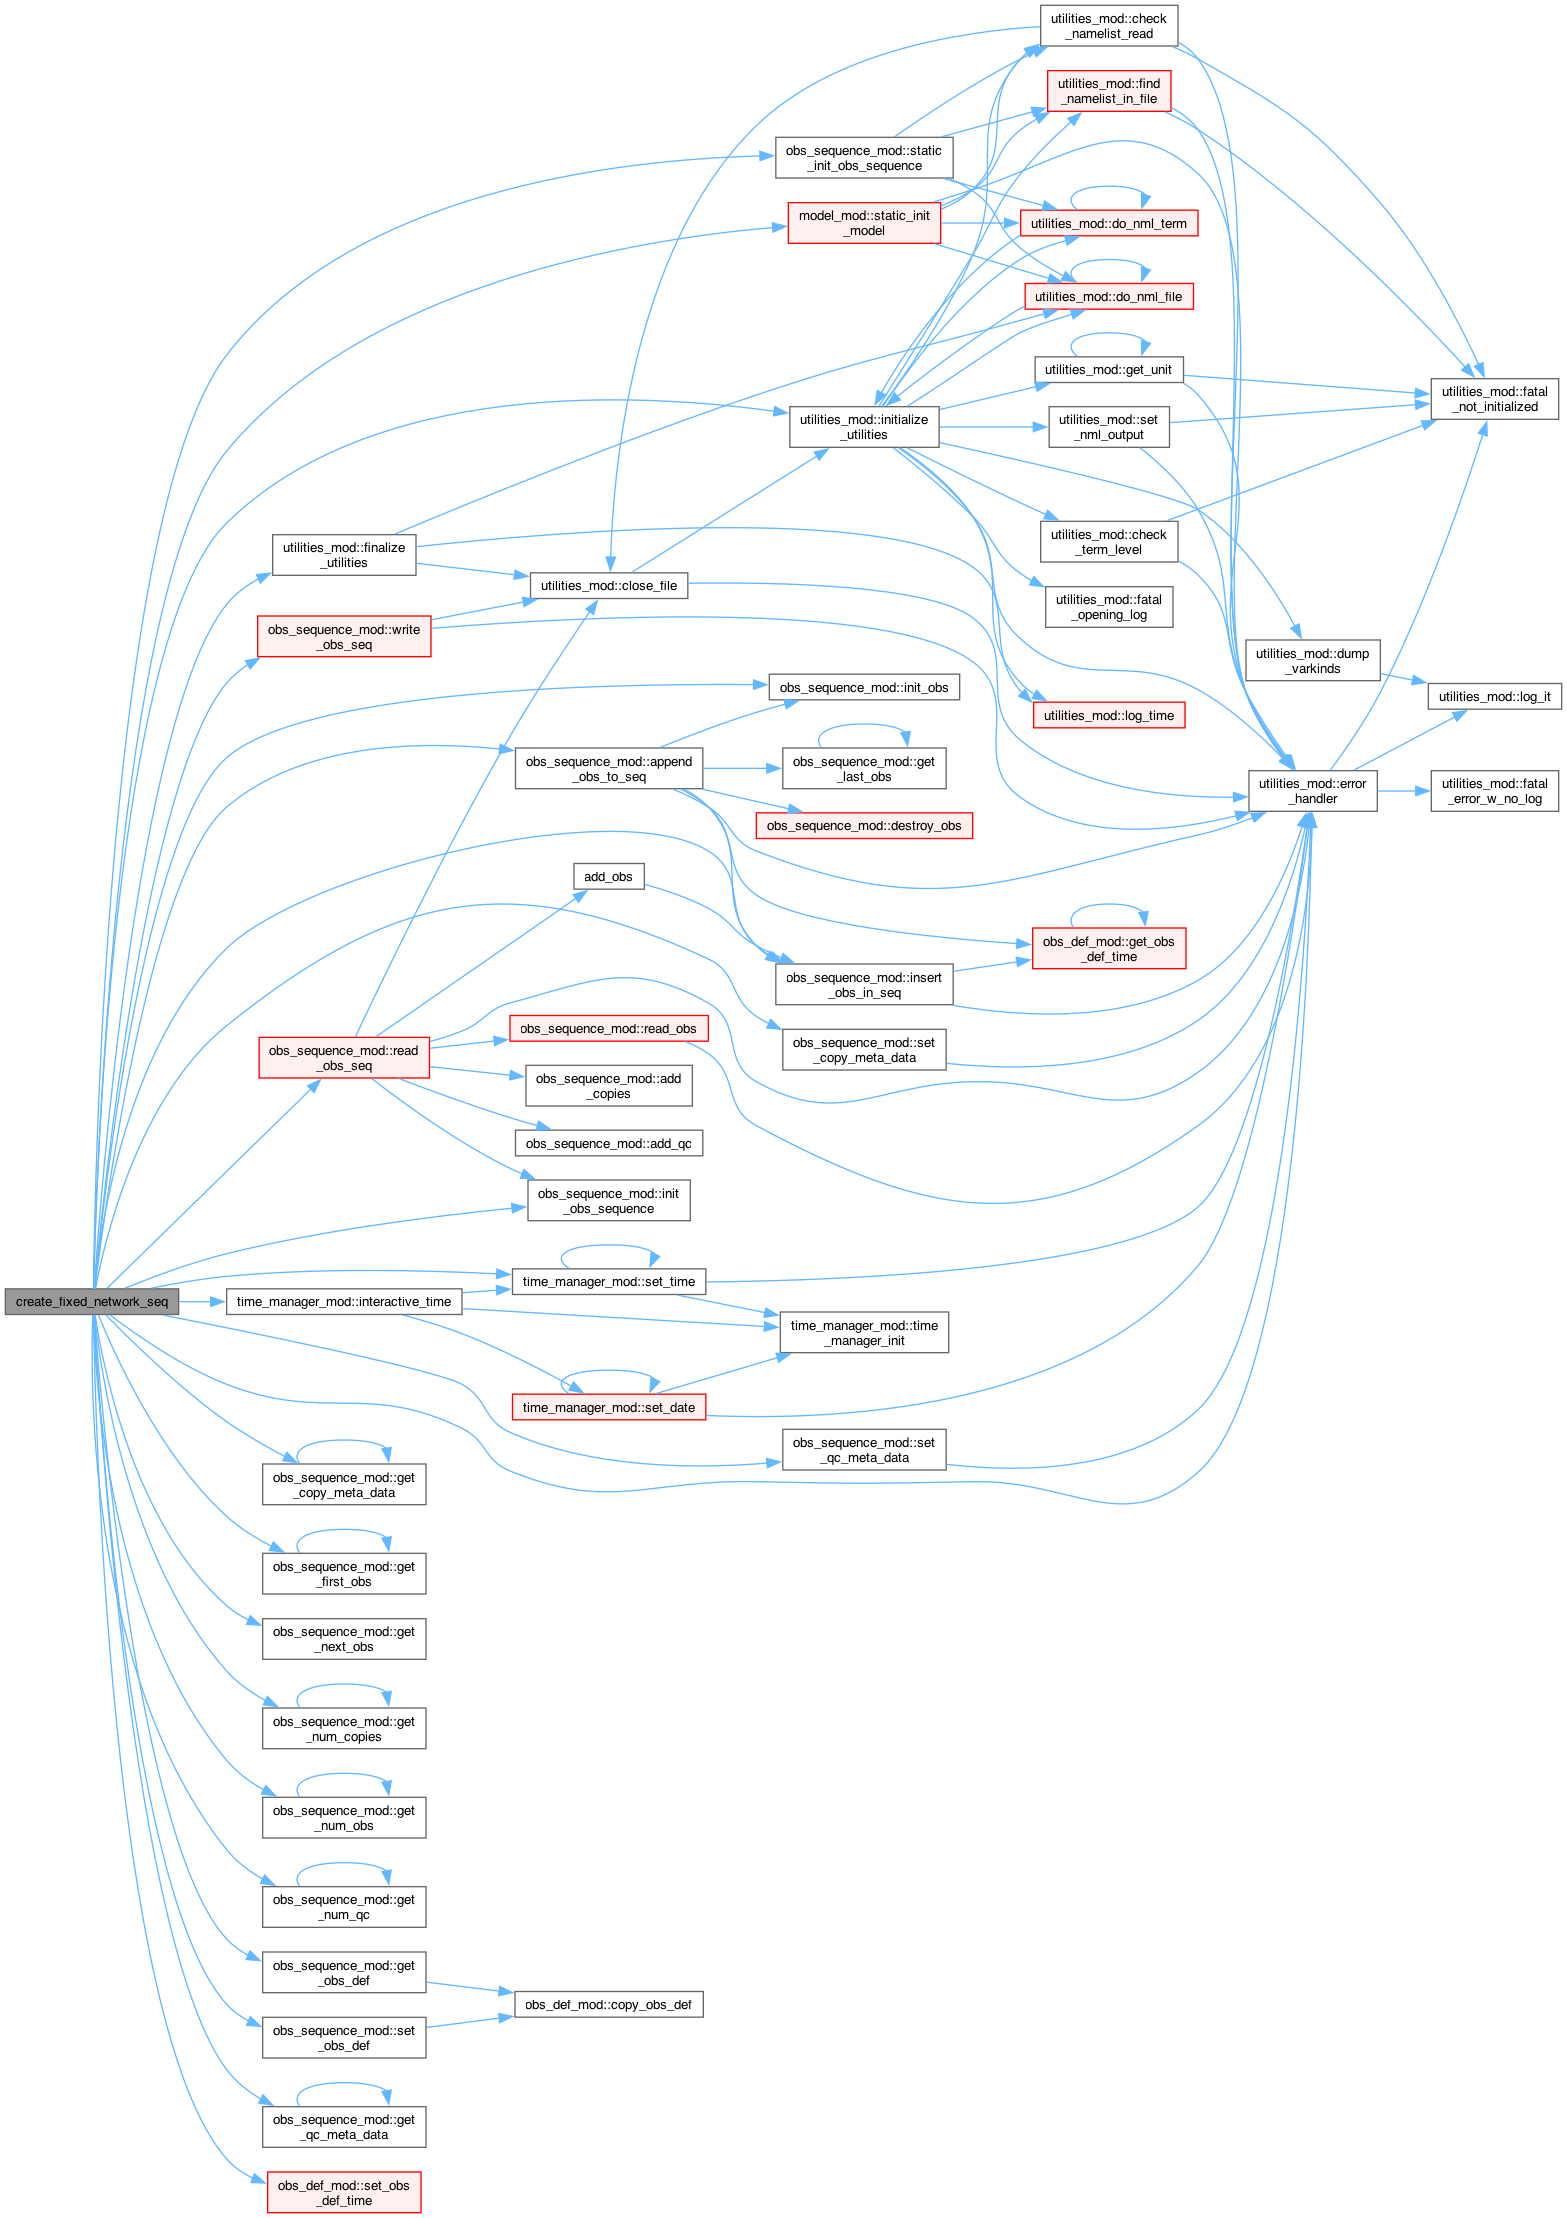 utilities_mod::check
_namelist_read
utilities_mod::find
_namelist_in_file
obs_sequence_mod::static
_init_obs_sequence
model_mod::static_init
_model
utilities_mod::do_nml_term
utilities_mod::do_nml_file
utilities_mod::get_unit
utilities_mod::fatal
_not_initialized
utilities_mod::initialize
_utilities
utilities_mod::set
_nml_output
utilities_mod::finalize
_utilities
utilities_mod::check
_term_level
utilities_mod::close_file
utilities_mod::fatal
_opening_log
obs_sequence_mod::write
_obs_seq
utilities_mod::dump
_varkinds
obs_sequence_mod::init_obs
utilities_mod::log_it
utilities_mod::log_time
obs_sequence_mod::append
_obs_to_seq
obs_sequence_mod::get
_last_obs
utilities_mod::error
_handler
utilities_mod::fatal
_error_w_no_log
obs_sequence_mod::destroy_obs
add_obs
obs_def_mod::get_obs
_def_time
obs_sequence_mod::insert
_obs_in_seq
obs_sequence_mod::read_obs
obs_sequence_mod::read
_obs_seq
obs_sequence_mod::set
_copy_meta_data
obs_sequence_mod::add
_copies
obs_sequence_mod::add_qc
obs_sequence_mod::init
_obs_sequence
time_manager_mod::set_time
create_fixed_network_seq
time_manager_mod::interactive_time
time_manager_mod::time
_manager_init
time_manager_mod::set_date
obs_sequence_mod::set
_qc_meta_data
obs_sequence_mod::get
_copy_meta_data
obs_sequence_mod::get
_first_obs
obs_sequence_mod::get
_next_obs
obs_sequence_mod::get
_num_copies
obs_sequence_mod::get
_num_obs
obs_sequence_mod::get
_num_qc
obs_sequence_mod::get
_obs_def
obs_def_mod::copy_obs_def
obs_sequence_mod::set
_obs_def
obs_sequence_mod::get
_qc_meta_data
obs_def_mod::set_obs
_def_time